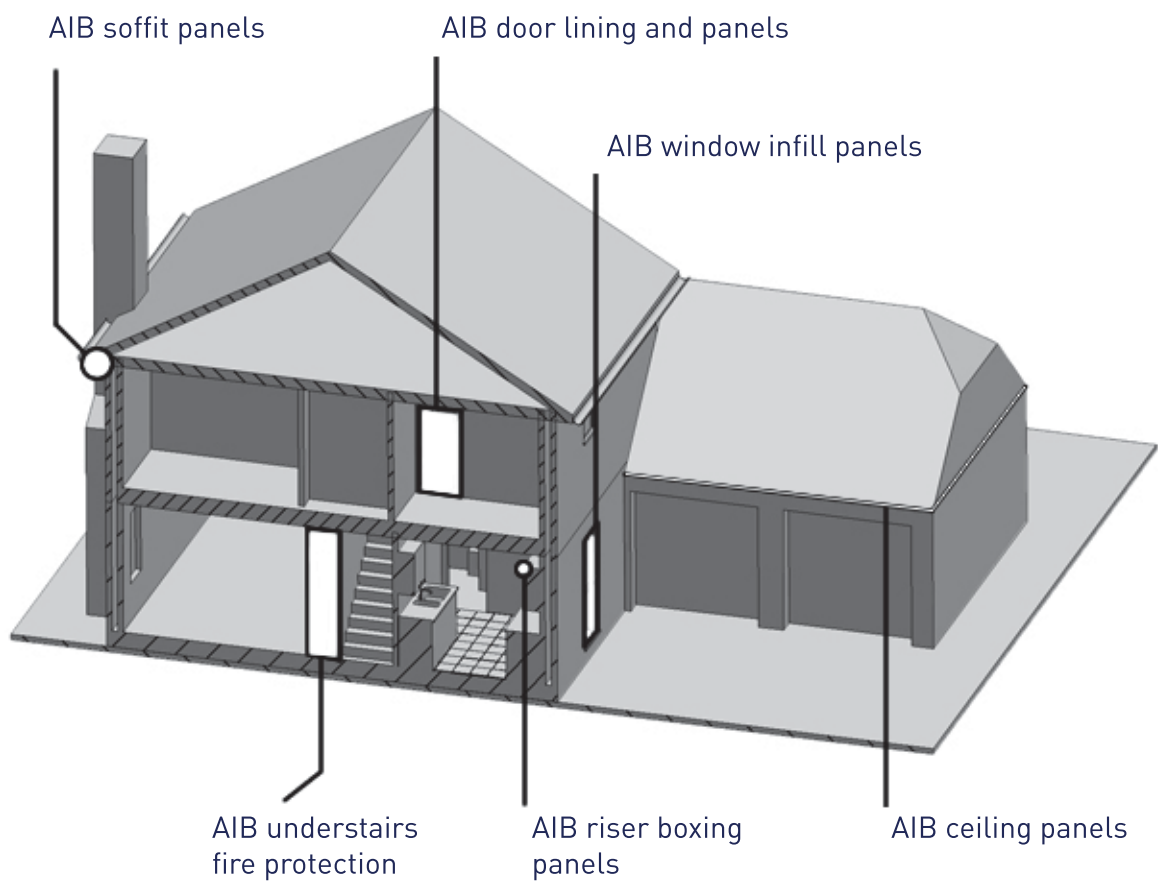 AIB soffit panels
AIB door lining and panels
AIB window infill panels
AIB understairs
fire protection
AIB riser boxing
panels
AIB ceiling panels